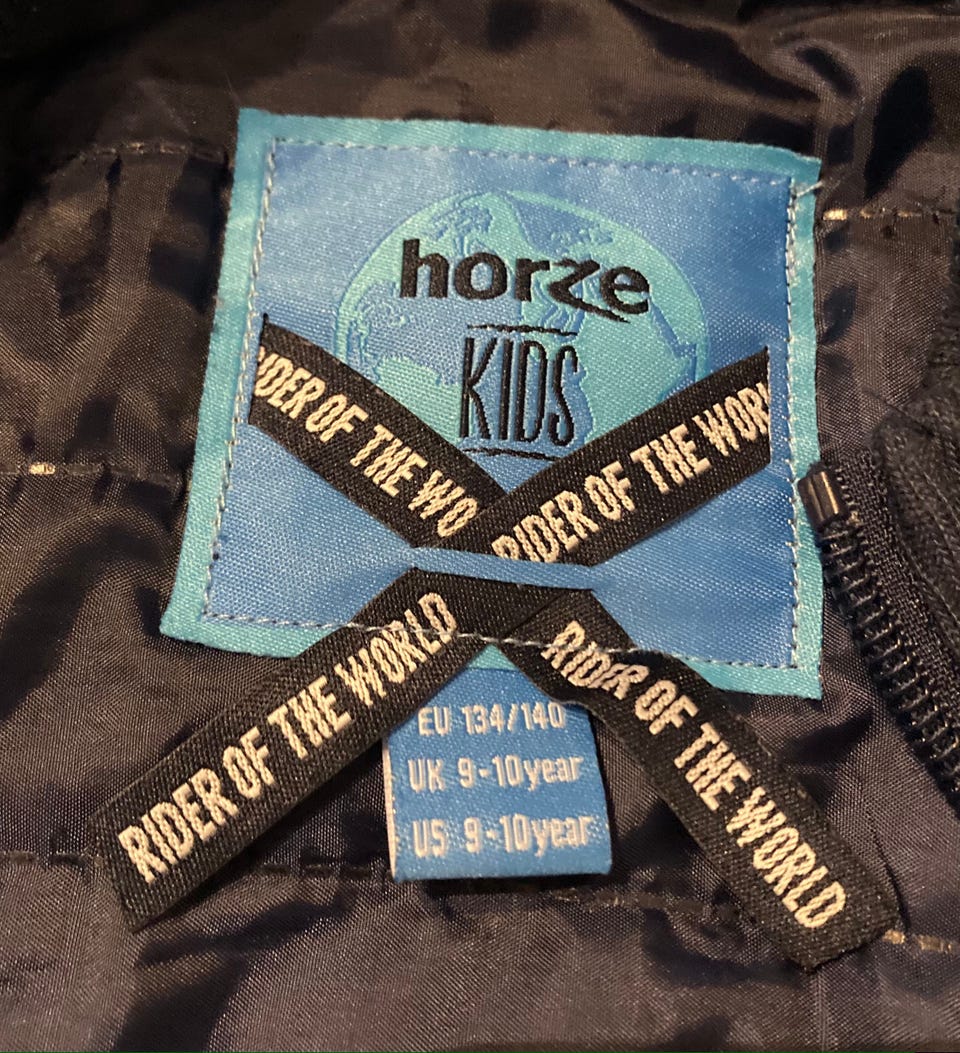 horze
KIDS
RIDER OF THE WO
RIDER OF THE WOR
RIDER OF THE WORLD
RIDER OF THE WORLD
EU 134/140
UK 9-10year
US 9-10year